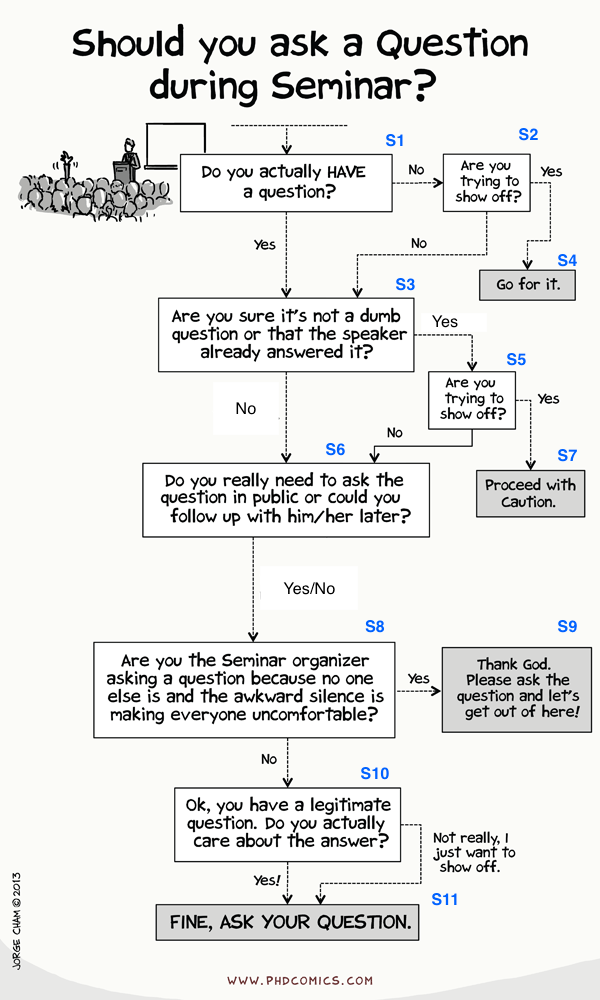 Should you ask a Question
during Seminar?
S1
Do you actually HAVE
a question?
No
S2
Are you
trying to
show off?
Yes
Yes
No
S4
Go for it.
S3
Are you sure it's not a dumb
question or that the speaker
already answered it?
Yes
S5
Are you
trying to
show off?
Yes
No
No
S7
Proceed with
Caution.
S6
Do you really need to ask the
question in public or could you
follow up with him/her later?
Yes/No
S8
Are you the Seminar organizer
asking a question because no one
else is and the awkward silence is
making everyone uncomfortable?
Yes
S9
Thank God.
Please ask the
question and let's
get out of here!
No
S10
Ok, you have a legitimate
question. Do you actually
care about the answer?
Not really, I
just want to
show off.
Yes!
S11
FINE, ASK YOUR QUESTION.
JORGE CHAM © 2013
WWW.PHDCOMICS.COM